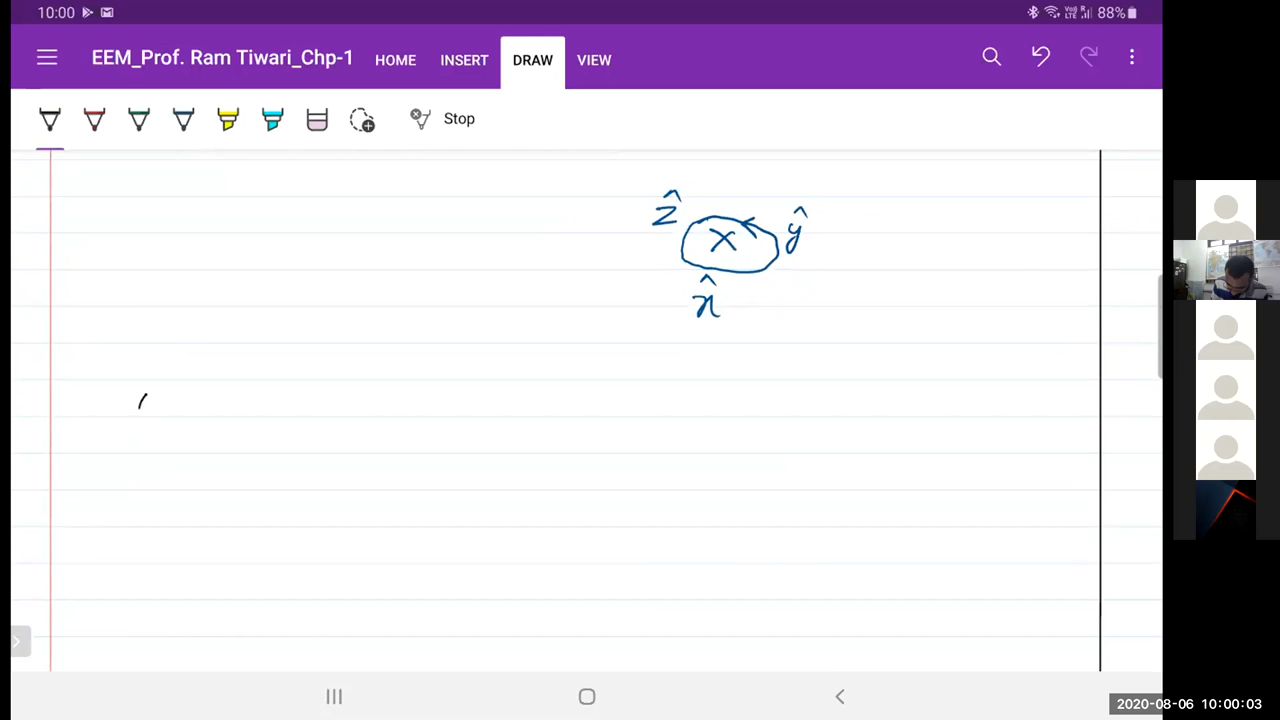 10:00 88%
EEM_Prof. Ram Tiwari_Chp-1 HOME INSERT DRAW VIEW
Stop
ẑ × ŷ
x̂
2020-08-06 10:00:03